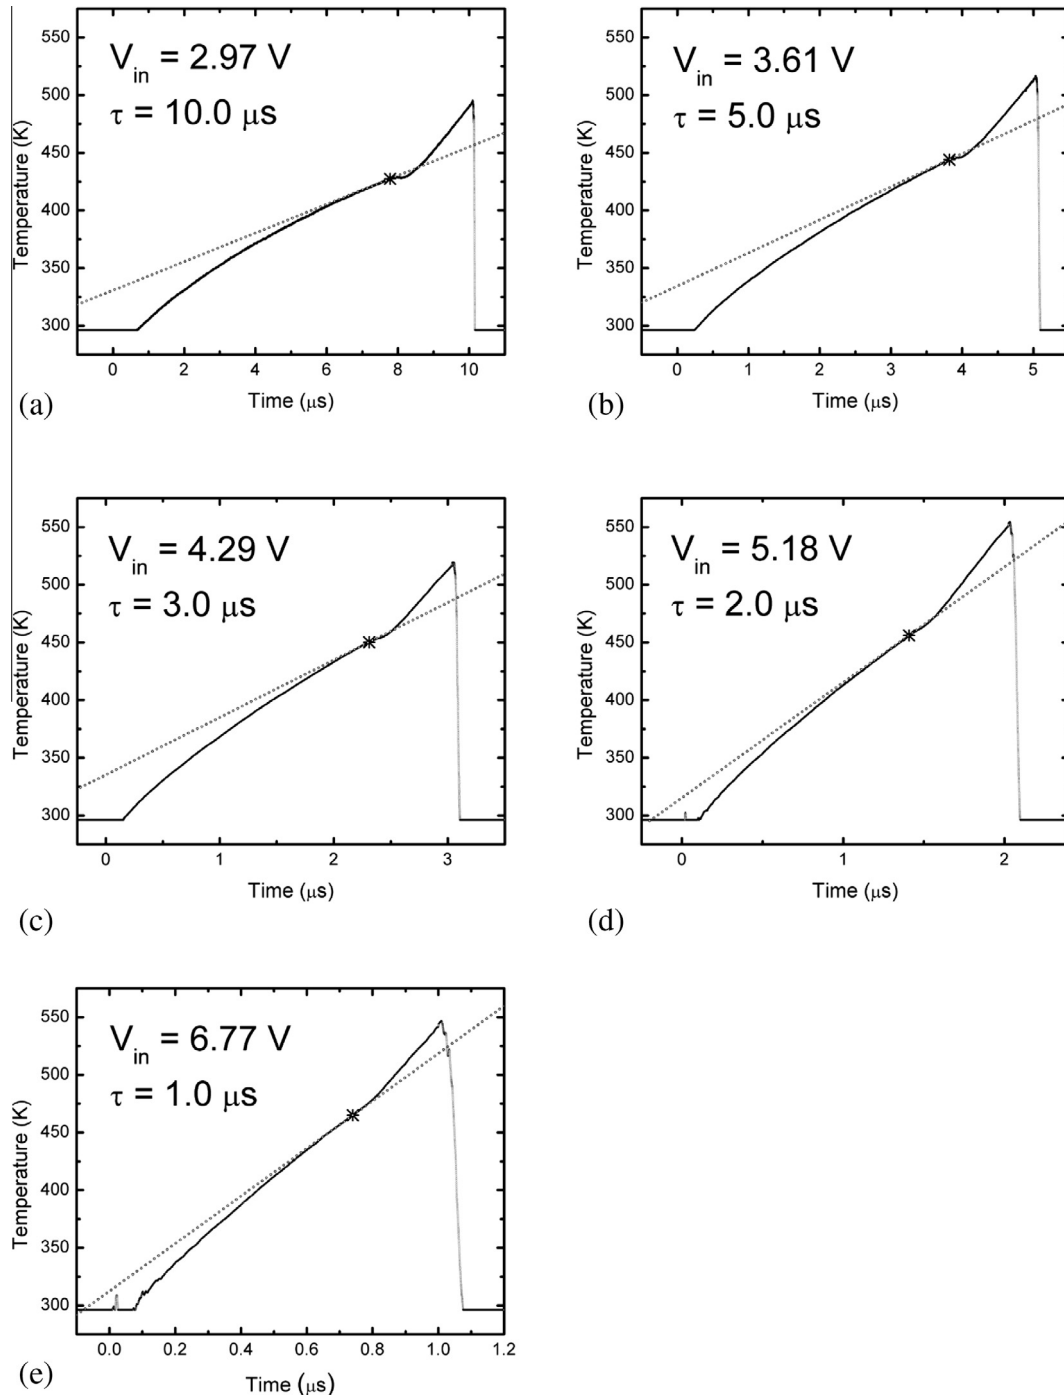 V_in = 2.97 V
τ = 10.0 μs
Temperature (K)
550
500
450
400
350
300
0 2 4 6 8 10
Time (μs)
(a)
V_in = 3.61 V
τ = 5.0 μs
Temperature (K)
550
500
450
400
350
300
0 1 2 3 4 5
Time (μs)
(b)
V_in = 4.29 V
τ = 3.0 μs
Temperature (K)
550
500
450
400
350
300
0 1 2 3
Time (μs)
(c)
V_in = 5.18 V
τ = 2.0 μs
Temperature (K)
550
500
450
400
350
300
0 1 2
Time (μs)
(d)
V_in = 6.77 V
τ = 1.0 μs
Temperature (K)
550
500
450
400
350
300
0.0 0.2 0.4 0.6 0.8 1.0 1.2
Time (μs)
(e)